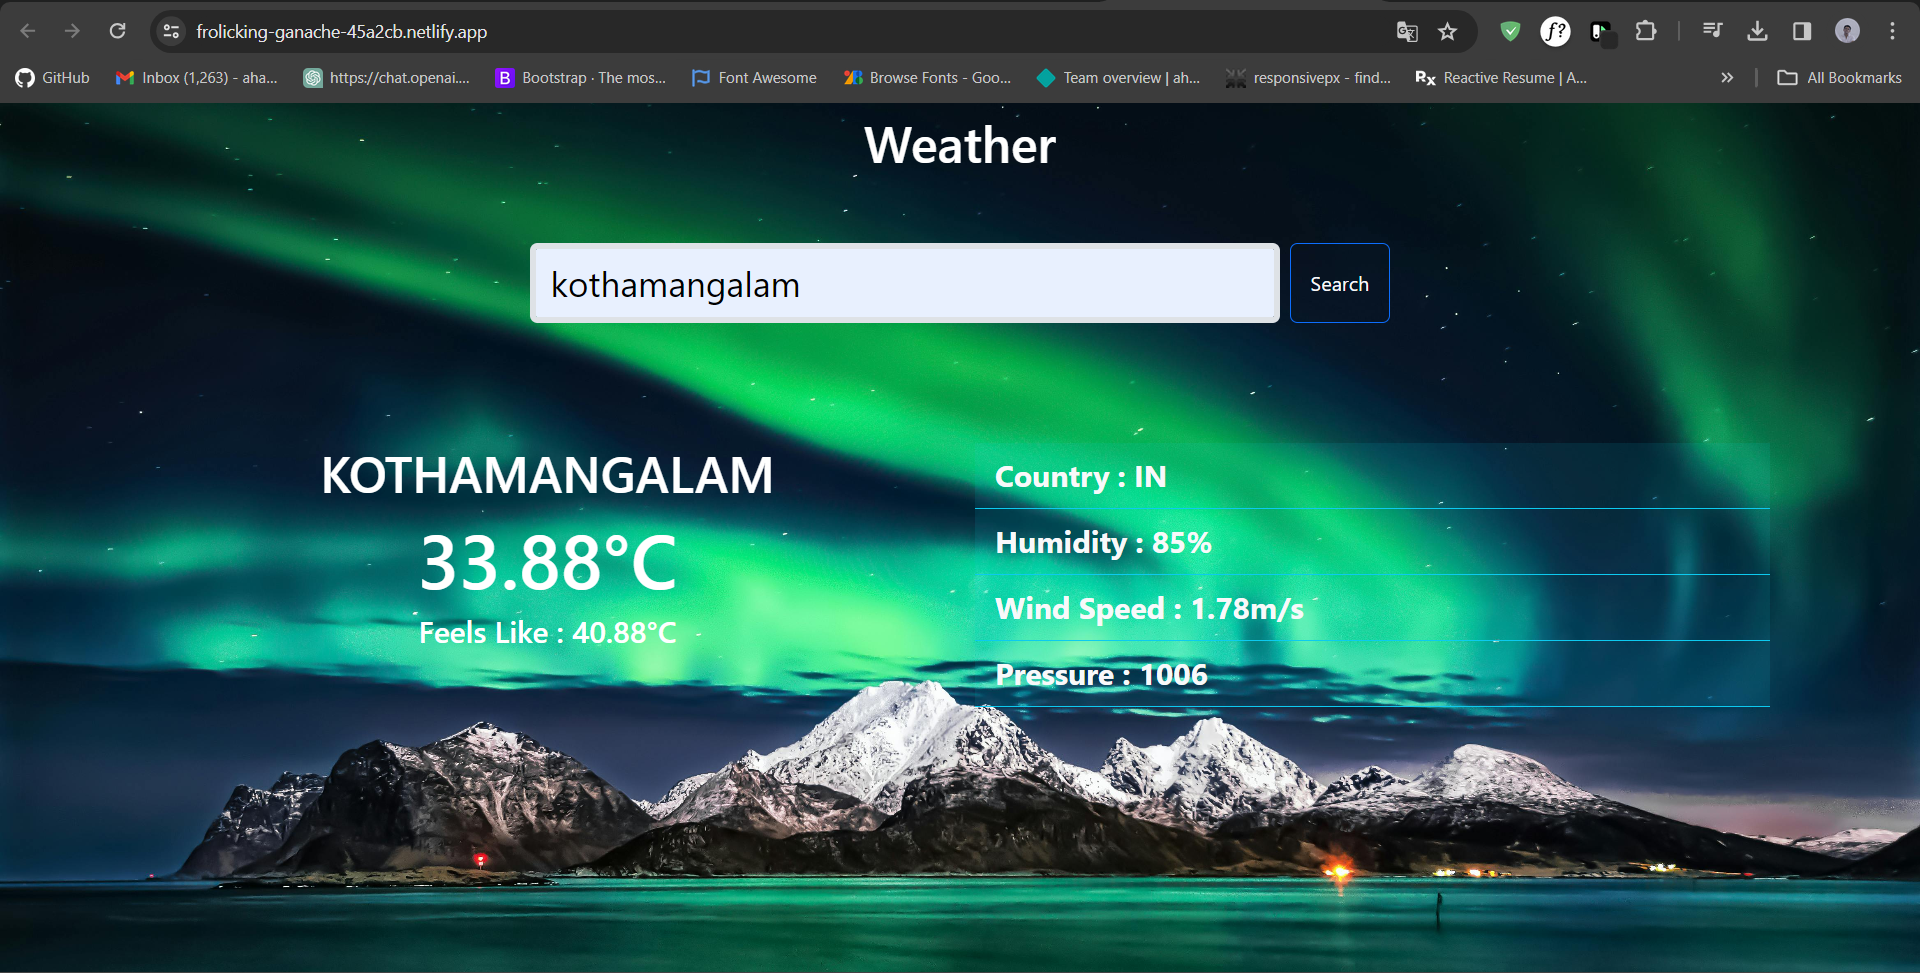 frolicking-ganache-45a2cb.netlify.app
GitHub
Inbox (1,263) - aha...
https://chat.openai....
B
Bootstrap · The mos...
Font Awesome
Browse Fonts - Goo...
Team overview | ah...
responsivepx - find...
Rx
Reactive Resume | A...
All Bookmarks
f?
Weather
kothamangalam
Search
KOTHAMANGALAM
33.88°C
Feels Like : 40.88°C
Country : IN
Humidity : 85%
Wind Speed : 1.78m/s
Pressure : 1006